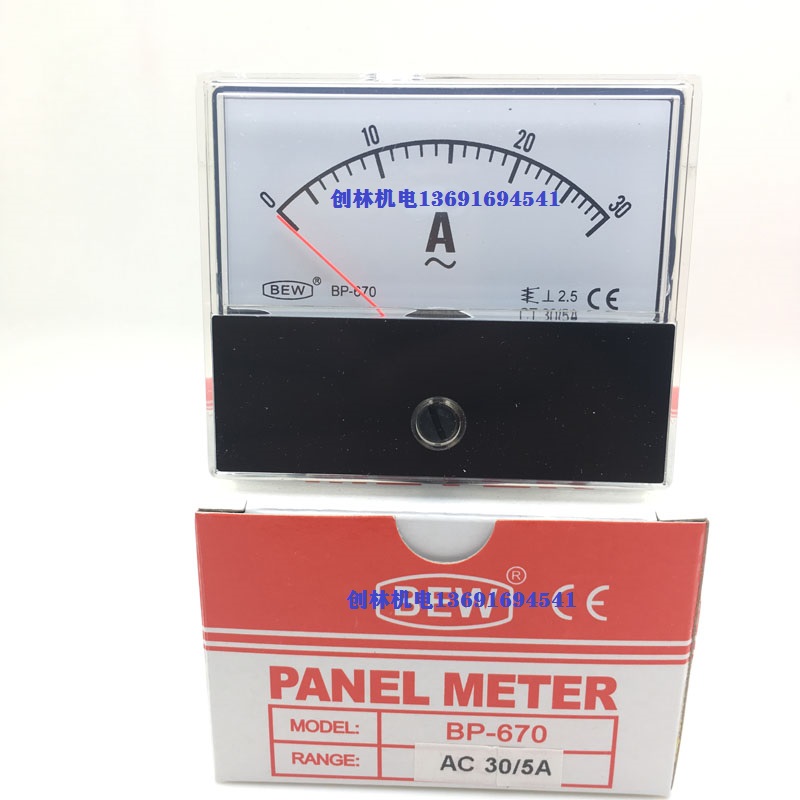 0 10 20 30
创林机电13691694541
A
BEW® BP-670 ⊥ 2.5 CE
CT 30/5A
BEW® CE
创林机电13691694541
PANEL METER
MODEL: BP-670
RANGE: AC 30/5A